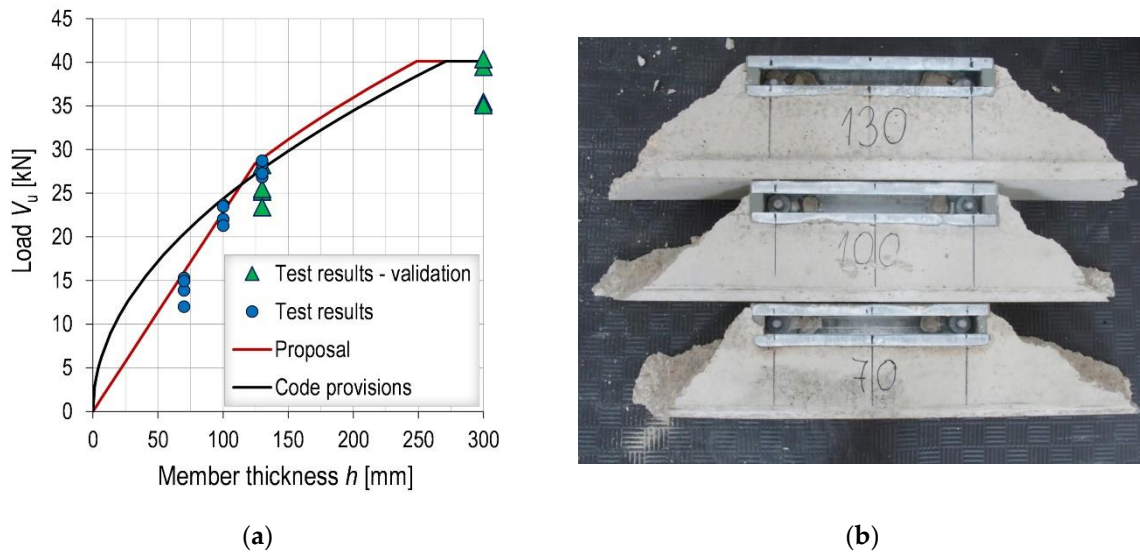 45
40
35
30
25
20
15
10
5
0
Load Vu [kN]
Test results - validation
Test results
Proposal
Code provisions
0 50 100 150 200 250 300
Member thickness h [mm]
130
100
70
(a) (b)